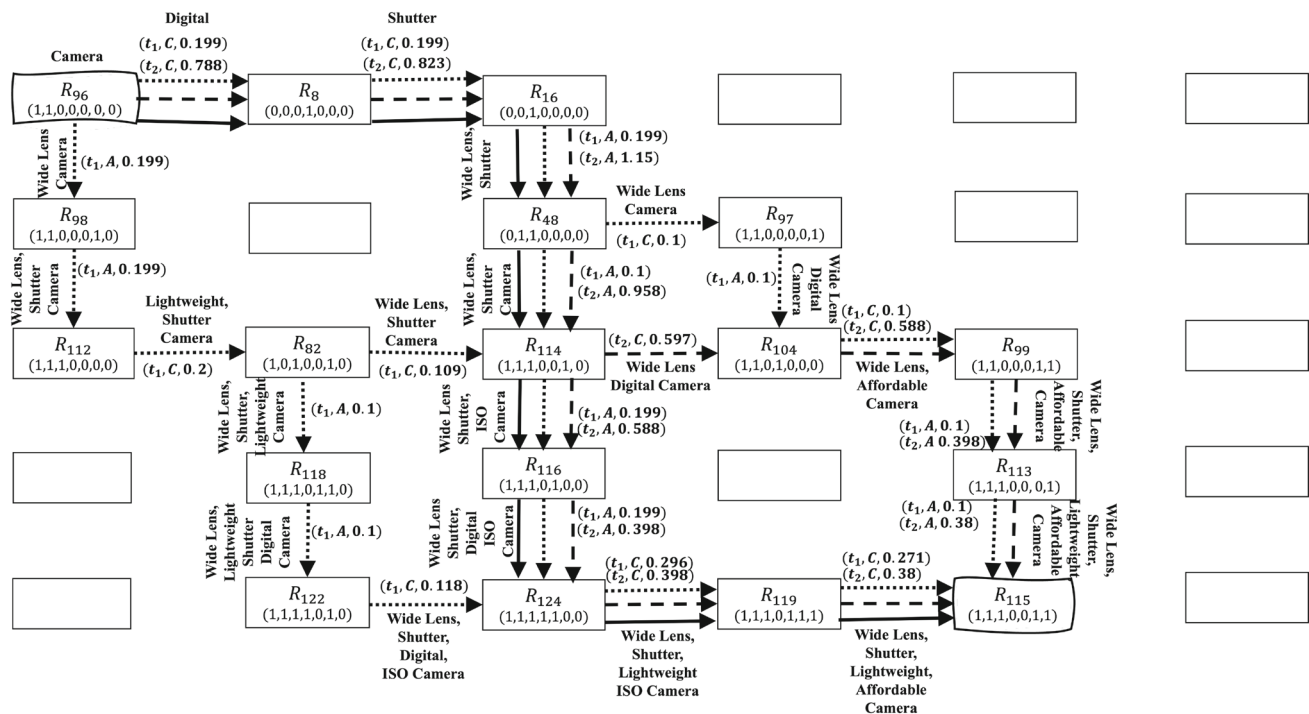 Digital
Shutter
Camera
(t₁, C, 0.199)
(t₂, C, 0.788)
(t₁, C, 0.199)
(t₂, C, 0.823)
R₉₆
(1,1,0,0,0,0,0)
R₈
(0,0,0,1,0,0,0)
R₁₆
(0,0,1,0,0,0,0)
Wide Lens,
Camera
(t₁, A, 0.199)
Wide Lens,
Shutter
(t₁, A, 0.199)
(t₂, A, 1.15)
R₉₈
(1,1,0,0,0,1,0)
R₄₈
(0,1,1,0,0,0,0)
Wide Lens
Camera
(t₁, C, 0.1)
R₉₇
(1,1,0,0,0,0,1)
Wide Lens,
Shutter
Camera
(t₁, A, 0.199)
Wide Lens,
Shutter
Camera
(t₁, A, 0.1)
(t₂, A, 0.958)
(t₁, A, 0.1)
Wide Lens
Digital
Camera
R₁₁₂
(1,1,1,0,0,0,0)
Lightweight,
Shutter
Camera
(t₁, C, 0.2)
R₈₂
(1,0,1,0,0,1,0)
Wide Lens,
Shutter
Camera
(t₁, C, 0.109)
R₁₁₄
(1,1,1,0,0,1,0)
(t₂, C, 0.597)
Wide Lens
Digital Camera
R₁₀₄
(1,1,0,1,0,0,0)
(t₁, C, 0.1)
(t₂, C, 0.588)
Wide Lens,
Affordable
Camera
R₉₉
(1,1,0,0,0,1,1)
Wide Lens,
Shutter,
Lightweight
Camera
(t₁, A, 0.1)
Wide Lens,
Shutter,
ISO
Camera
(t₁, A, 0.199)
(t₂, A, 0.588)
(t₁, A, 0.1)
(t₂, A 0.398)
Wide Lens,
Shutter,
Affordable
Camera
R₁₁₈
(1,1,1,0,1,1,0)
R₁₁₆
(1,1,1,0,1,0,0)
R₁₁₃
(1,1,1,0,0,0,1)
Wide Lens,
Lightweight
Shutter
Digital
Camera
(t₁, A, 0.1)
Wide Lens
Shutter, Digital
ISO
Camera
(t₁, A, 0.199)
(t₂, A, 0.398)
(t₁, A, 0.1)
(t₂, A, 0.38)
Wide Lens,
Shutter,
Lightweight
Affordable
Camera
R₁₂₂
(1,1,1,1,0,1,0)
(t₁, C, 0.118)
Wide Lens,
Shutter,
Digital,
ISO Camera
R₁₂₄
(1,1,1,1,1,0,0)
(t₁, C, 0.296)
(t₂, C, 0.398)
Wide Lens,
Shutter,
Lightweight
ISO Camera
R₁₁₉
(1,1,1,0,1,1,1)
(t₁, C, 0.271)
(t₂, C, 0.38)
Wide Lens,
Shutter,
Lightweight,
Affordable
Camera
R₁₁₅
(1,1,1,0,0,1,1)